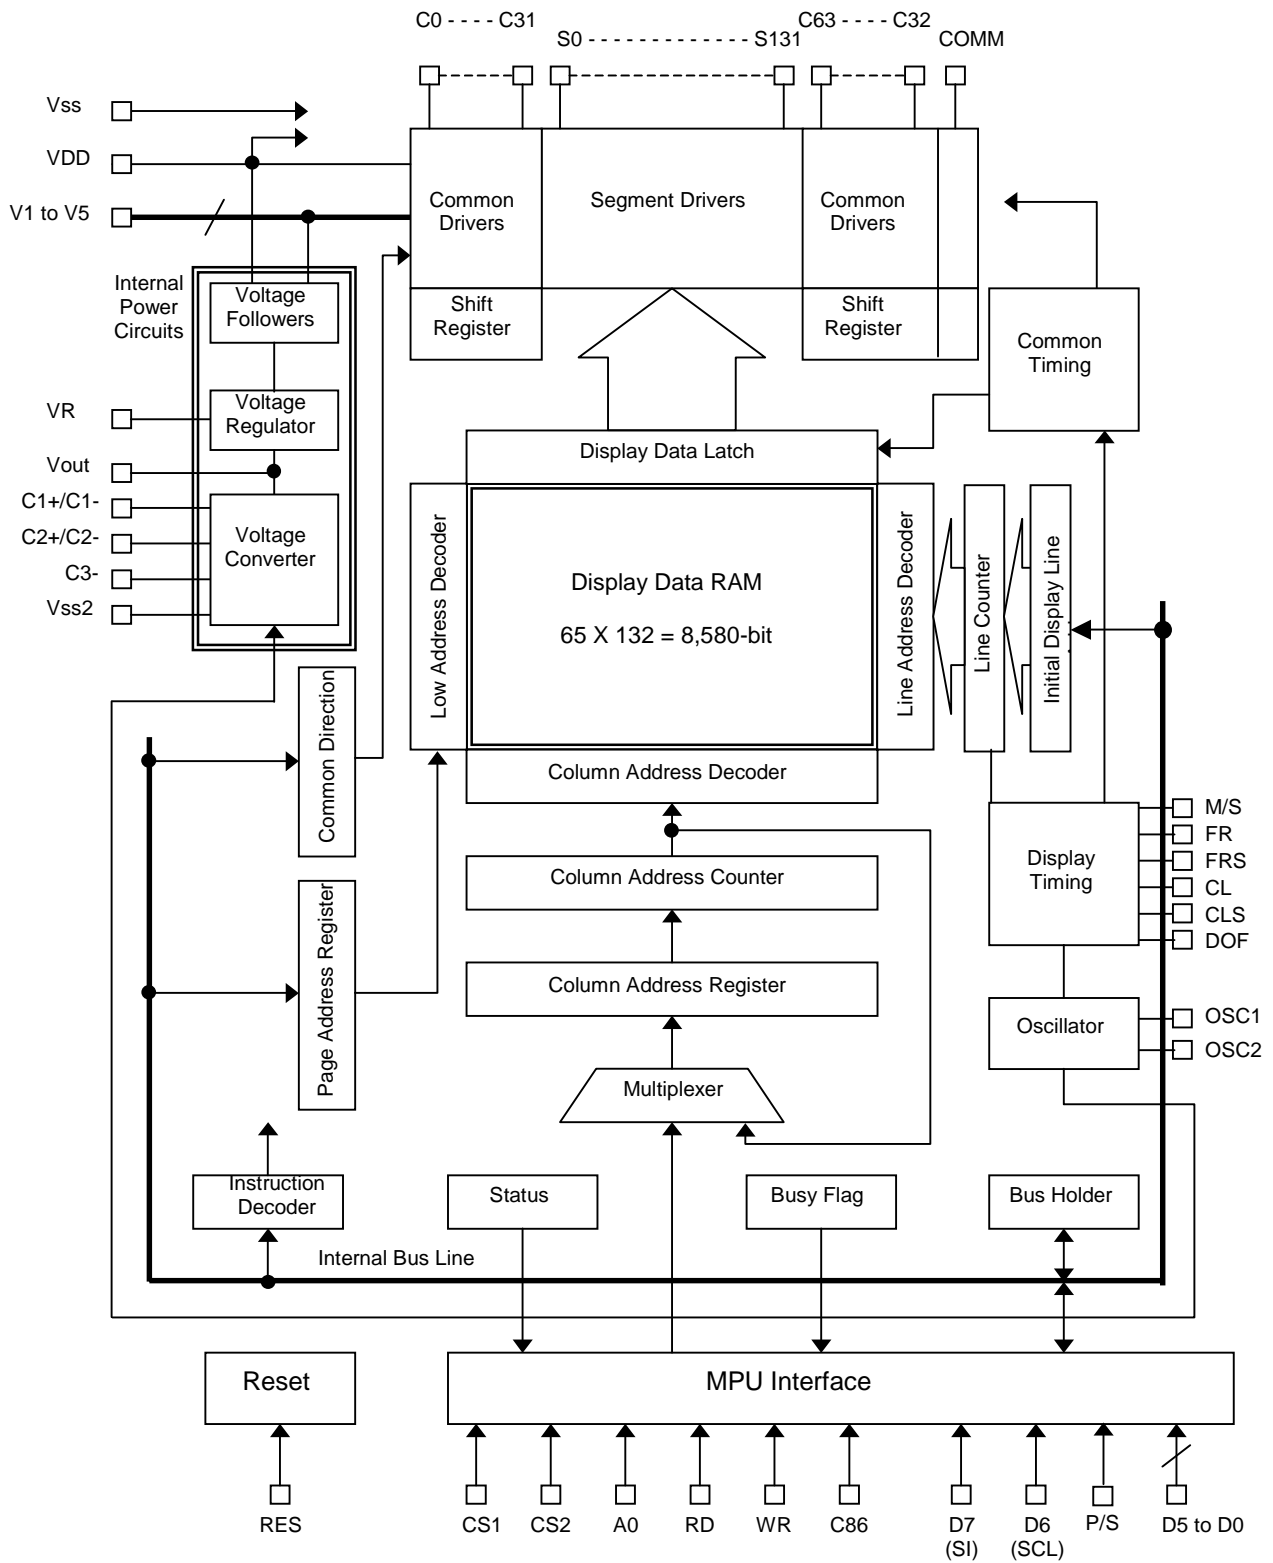 C0 - - - - C31
C63 - - - - C32
S0 - - - - - - - - - - - - - S131
COMM
Vss
VDD
V1 to V5
Common
Drivers
Segment Drivers
Common
Drivers
Internal
Power
Circuits
Voltage
Followers
Shift
Register
Shift
Register
Common
Timing
VR
Voltage
Regulator
Display Data Latch
Vout
C1+/C1-
C2+/C2-
C3-
Vss2
Voltage
Converter
Low Address Decoder
Display Data RAM
65 X 132 = 8,580-bit
Line Address Decoder
Line Counter
Initial Display Line
Common Direction
Column Address Decoder
Page Address Register
Column Address Counter
Column Address Register
Multiplexer
Display
Timing
M/S
FR
FRS
CL
CLS
DOF
Oscillator
OSC1
OSC2
Instruction
Decoder
Status
Busy Flag
Bus Holder
Internal Bus Line
Reset
MPU Interface
RES
CS1
CS2
A0
RD
WR
C86
D7
(SI)
D6
(SCL)
P/S
D5 to D0